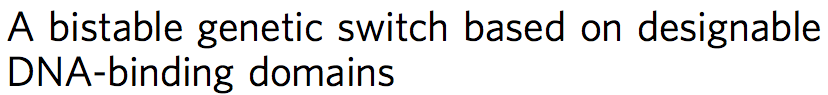 A bistable genetic switch based on designable
DNA-binding domains